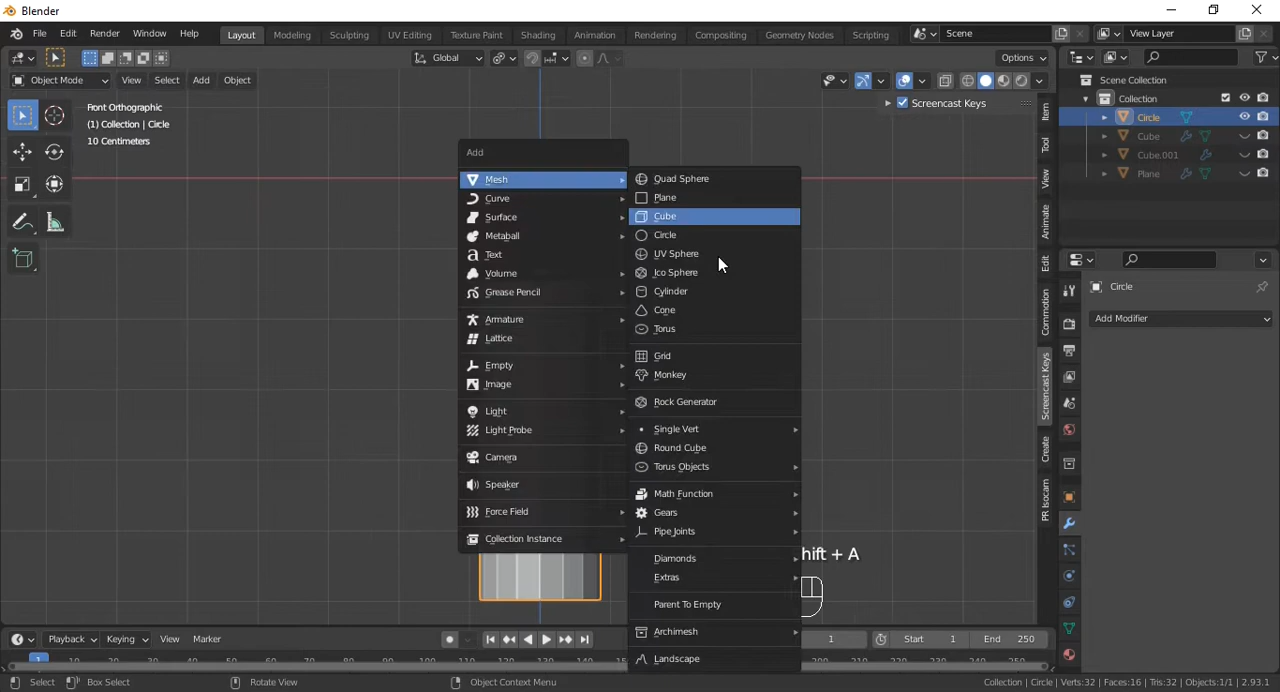 Blender
File Edit Render Window Help Layout Modeling Sculpting UV Editing Texture Paint Shading Animation Rendering Compositing Geometry Nodes Scripting Scene View Layer
Global Options
Object Mode View Select Add Object
Front Orthographic
(1) Collection | Circle
10 Centimeters
Screencast Keys
Add
Mesh
Curve
Surface
Metaball
Text
Volume
Grease Pencil
Armature
Lattice
Empty
Image
Light
Light Probe
Camera
Speaker
Force Field
Collection Instance
Quad Sphere
Plane
Cube
Circle
UV Sphere
Ico Sphere
Cylinder
Cone
Torus
Grid
Monkey
Rock Generator
Single Vert
Round Cube
Torus Objects
Math Function
Gears
Pipe Joints
Diamonds
Extras
Parent To Empty
Archimesh
Landscape
hift + A
Item
Tool
View
Animate
Edit
Commotion
Screencast Keys
Create
PR Isocam
Scene Collection
Collection
Circle
Cube
Cube.001
Plane
Circle
Add Modifier
Playback Keying View Marker 1 Start 1 End 250
1
Select Box Select Rotate View Object Context Menu Collection | Circle | Verts:32 | Faces:16 | Tris:32 | Objects:1/1 | 2.93.1